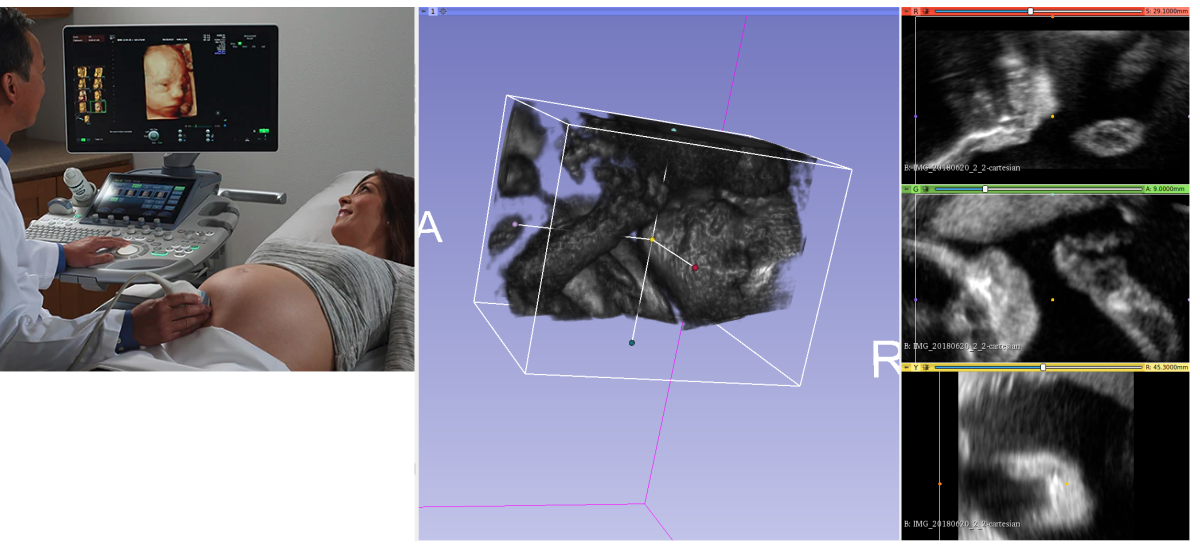 1
A
R
R
S: 29.1000mm
B: IMG_20180620_2_2-cartesian
G
A: 9.0000mm
B: IMG_20180620_2_2-cartesian
Y
R: 45.3000mm
B: IMG_20180620_2_2-cartesian